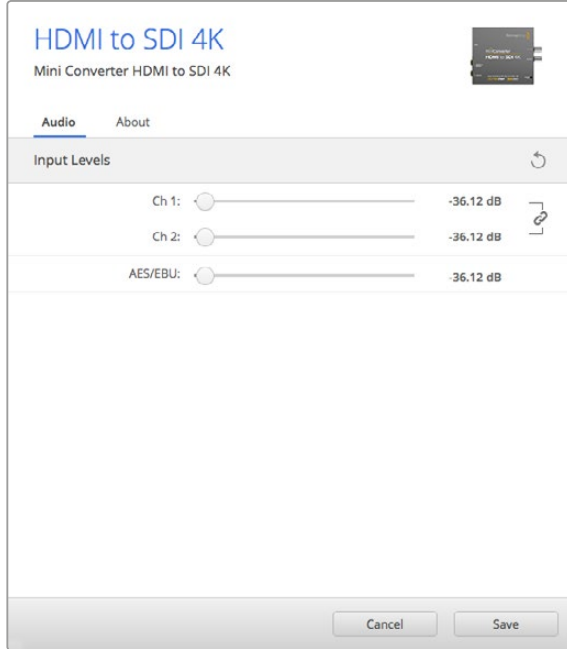 HDMI to SDI 4K
Mini Converter HDMI to SDI 4K
Audio About
Input Levels
Ch 1: -36.12 dB
Ch 2: -36.12 dB
AES/EBU: -36.12 dB
Cancel Save